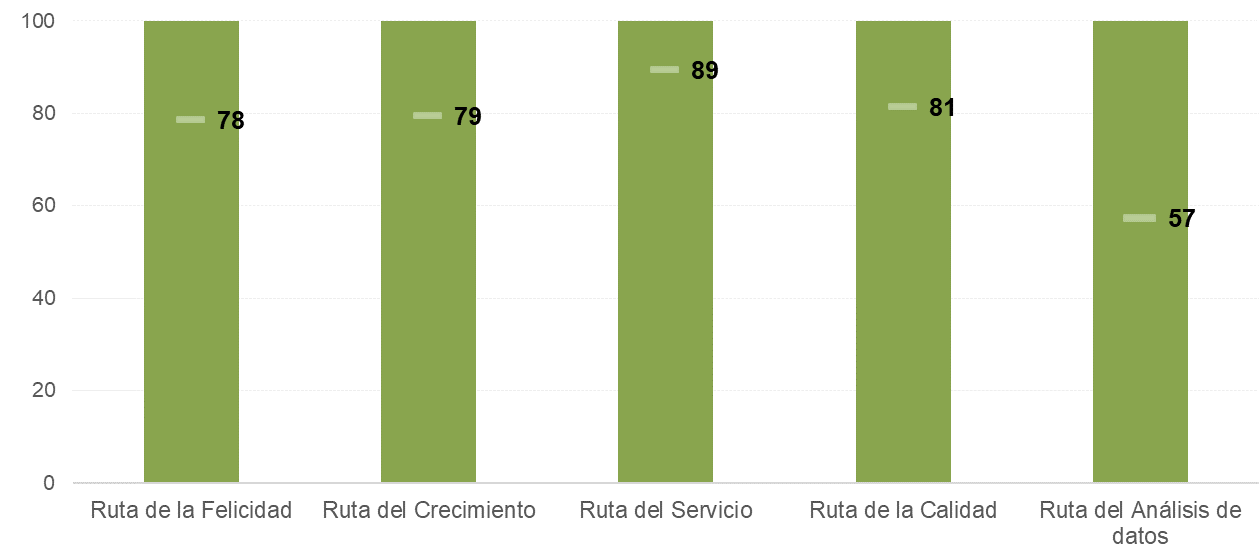 100
80
60
40
20
0
78
79
89
81
57
Ruta de la Felicidad
Ruta del Crecimiento
Ruta del Servicio
Ruta de la Calidad
Ruta del Análisis de
datos